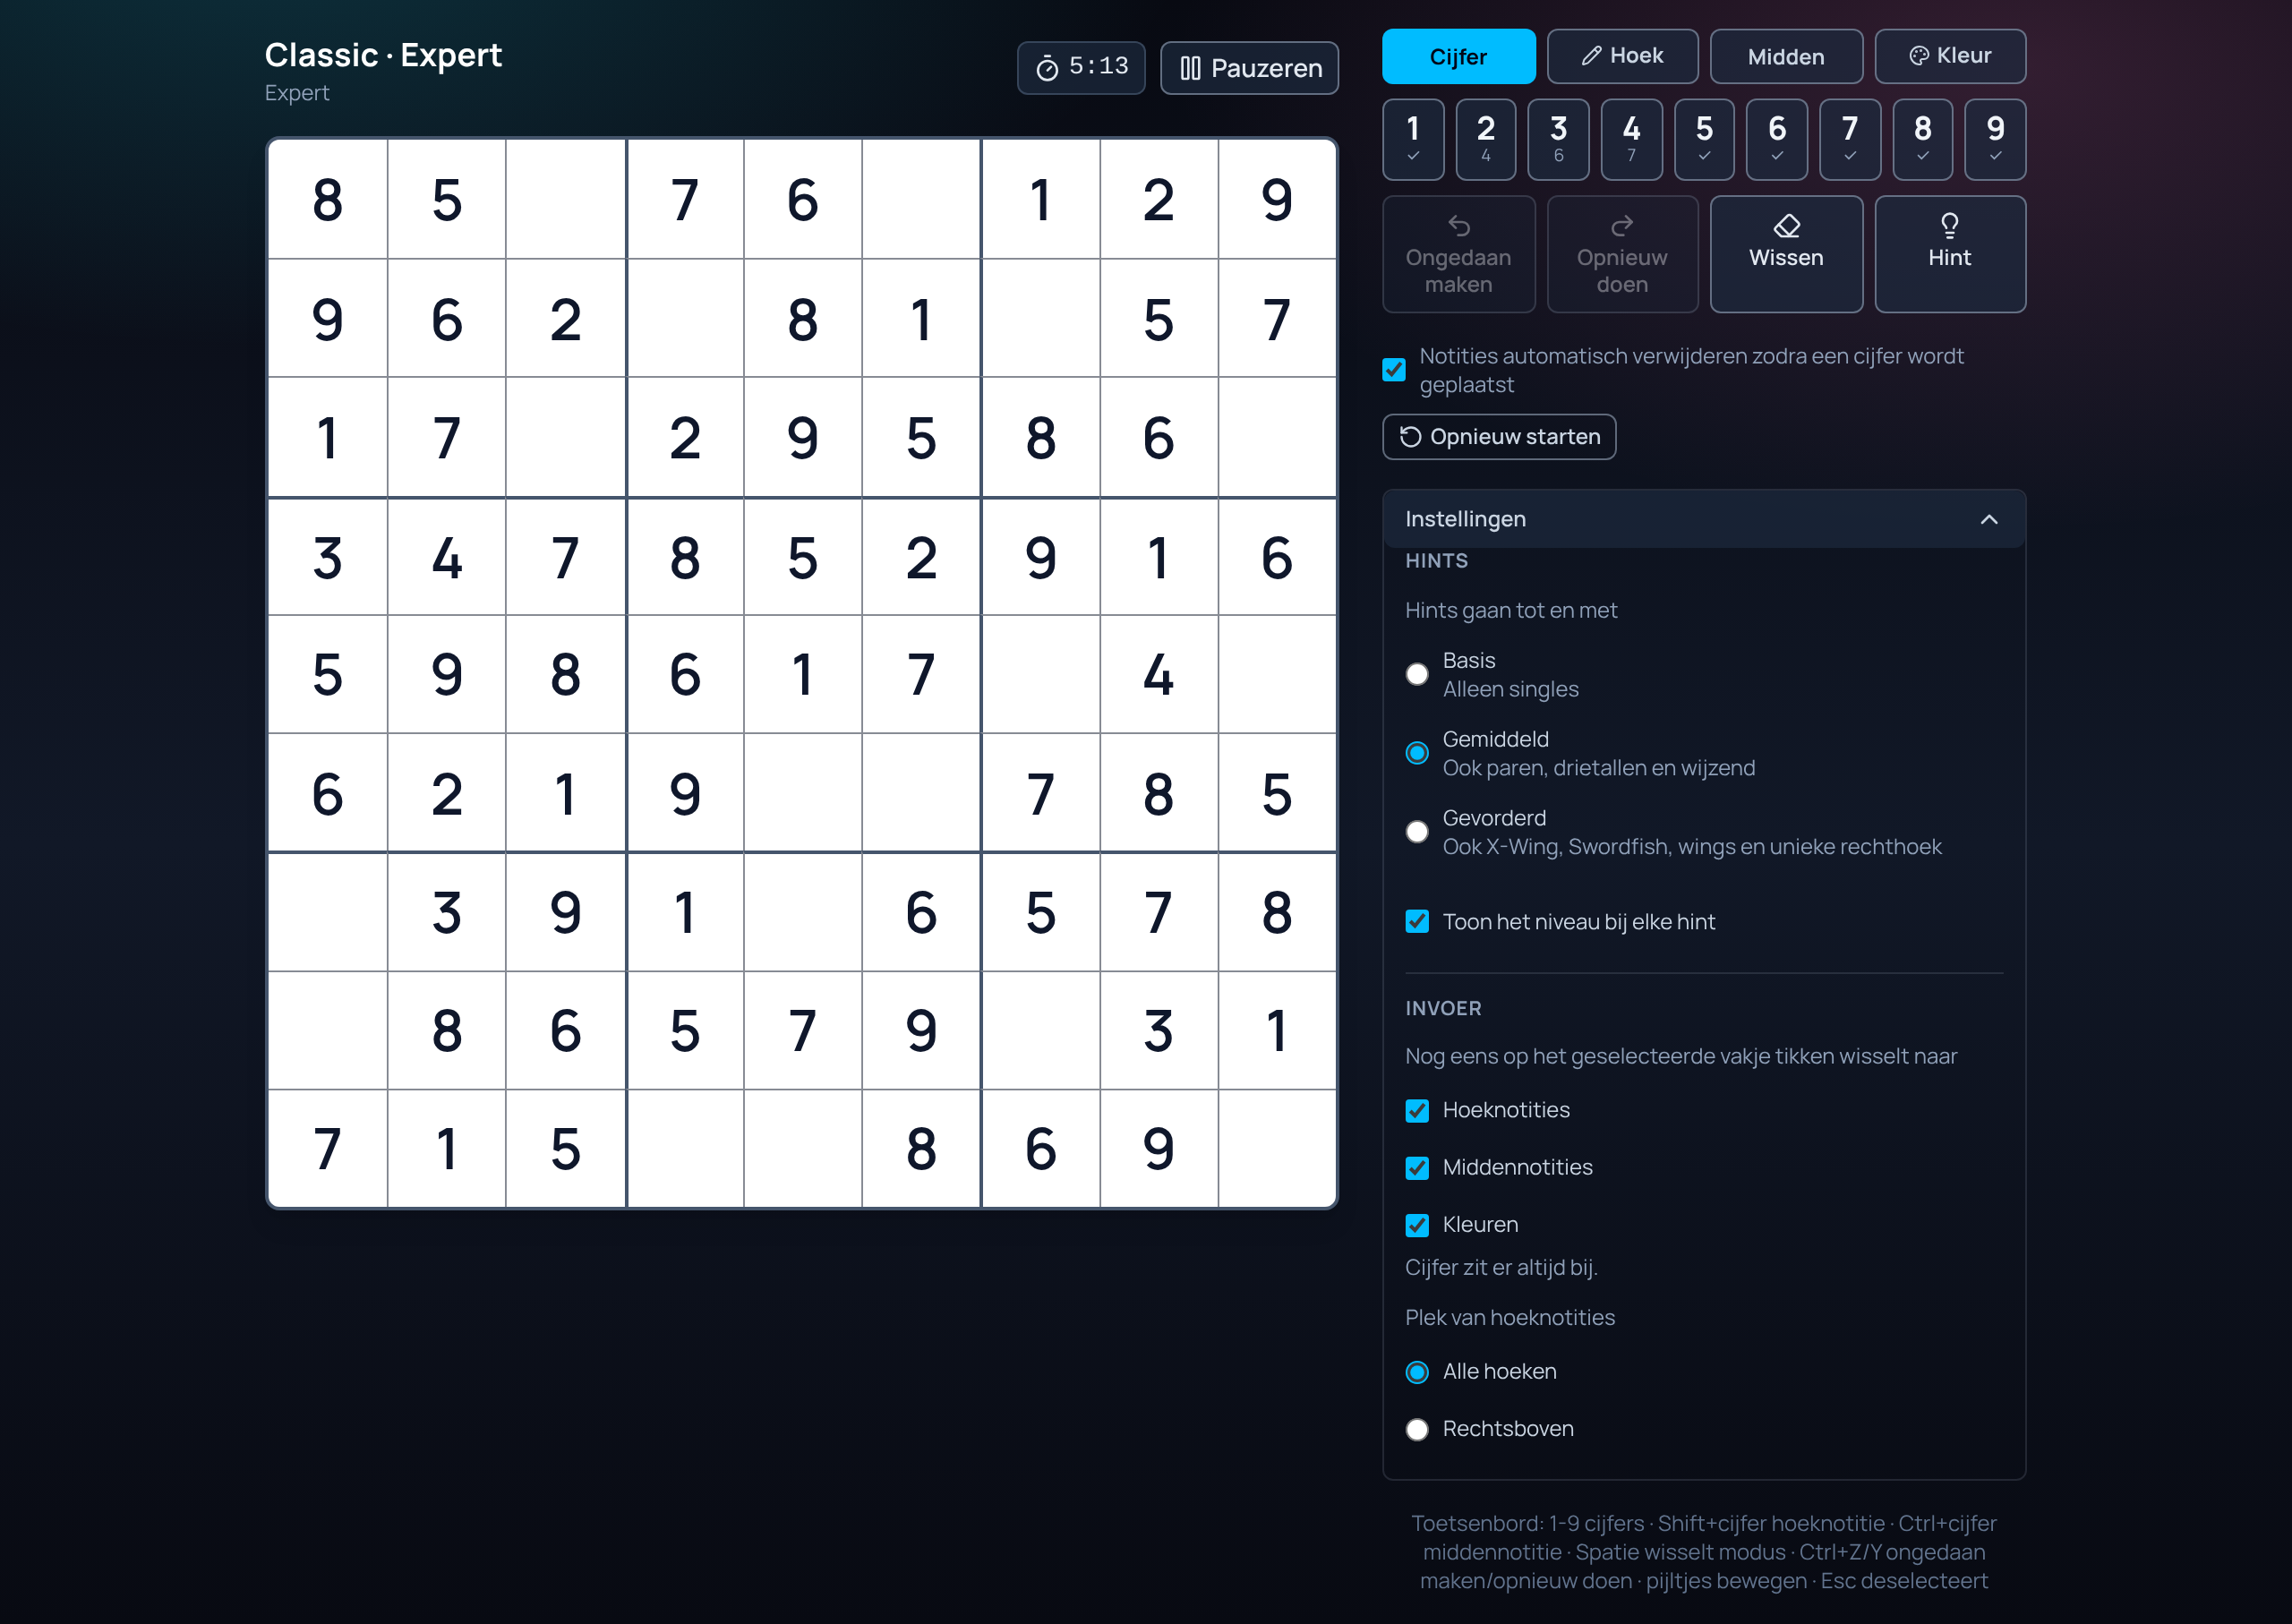 Classic · Expert
Expert
5:13
Pauzeren
8 5 7 6 1 2 9
9 6 2 8 1 5 7
1 7 2 9 5 8 6
3 4 7 8 5 2 9 1 6
5 9 8 6 1 7 4
6 2 1 9 7 8 5
3 9 1 6 5 7 8
8 6 5 7 9 3 1
7 1 5 8 6 9
Cijfer
Hoek
Midden
Kleur
1 2 3 4 5 6 7 8 9
4 6 7
Ongedaan maken
Opnieuw doen
Wissen
Hint
Notities automatisch verwijderen zodra een cijfer wordt
geplaatst
Opnieuw starten
Instellingen
HINTS
Hints gaan tot en met
Basis
Alleen singles
Gemiddeld
Ook paren, drietallen en wijzend
Gevorderd
Ook X-Wing, Swordfish, wings en unieke rechthoek
Toon het niveau bij elke hint
INVOER
Nog eens op het geselecteerde vakje tikken wisselt naar
Hoeknotities
Middennotities
Kleuren
Cijfer zit er altijd bij.
Plek van hoeknotities
Alle hoeken
Rechtsboven
Toetsenbord: 1-9 cijfers · Shift+cijfer hoeknotitie · Ctrl+cijfer
middennotitie · Spatie wisselt modus · Ctrl+Z/Y ongedaan
maken/opnieuw doen · pijltjes bewegen · Esc deselecteert